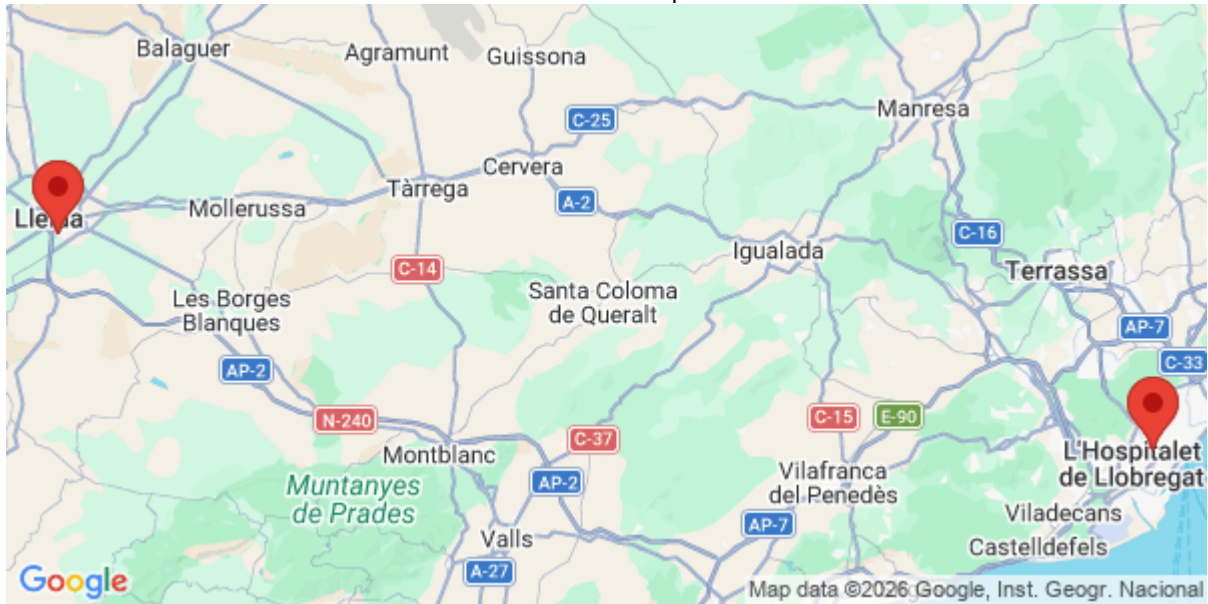 Balaguer
Agramunt
Guissona
Manresa
C-25
Cervera
Tàrrega
A-2
Mollerussa
Igualada
C-16
Terrassa
C-14
Santa Coloma
de Queralt
Les Borges
Blanques
AP-7
C-33
AP-2
N-240
C-15
E-90
C-37
Montblanc
L'Hospitalet
de Llobregat
Vilafranca
del Penedès
AP-2
Muntanyes
de Prades
Viladecans
AP-7
Valls
Castelldefels
A-27
Google
Map data ©2026 Google, Inst. Geogr. Nacional